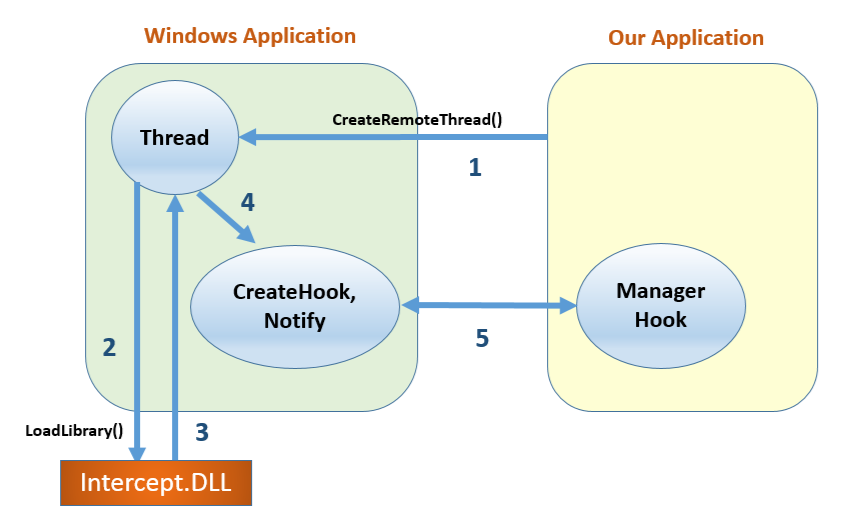 Windows Application
Our Application
Thread
CreateRemoteThread()
1
4
CreateHook,
Notify
Manager
Hook
5
2
LoadLibrary()
3
Intercept.DLL